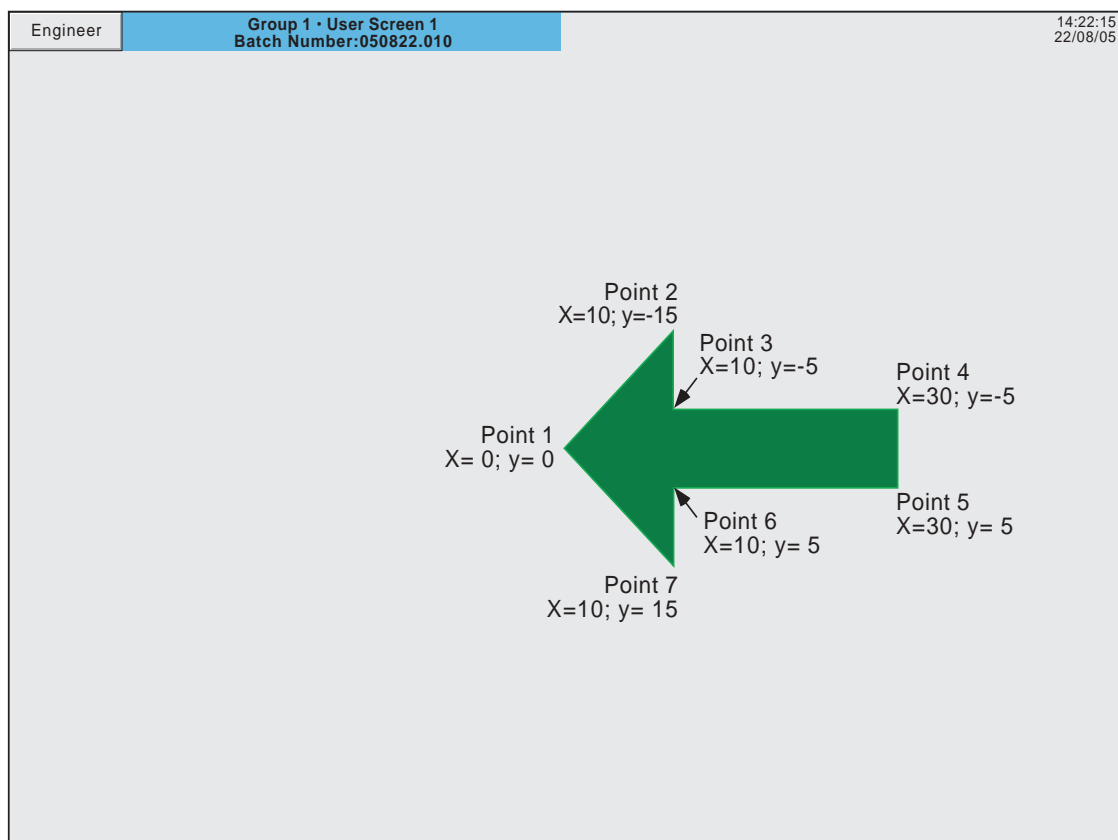 Engineer
Group 1 · User Screen 1
Batch Number:050822.010
14:22:15
22/08/05
Point 2
X=10; y=-15
Point 3
X=10; y=-5
Point 4
X=30; y=-5
Point 1
X= 0; y= 0
Point 5
X=30; y= 5
Point 6
X=10; y= 5
Point 7
X=10; y= 15